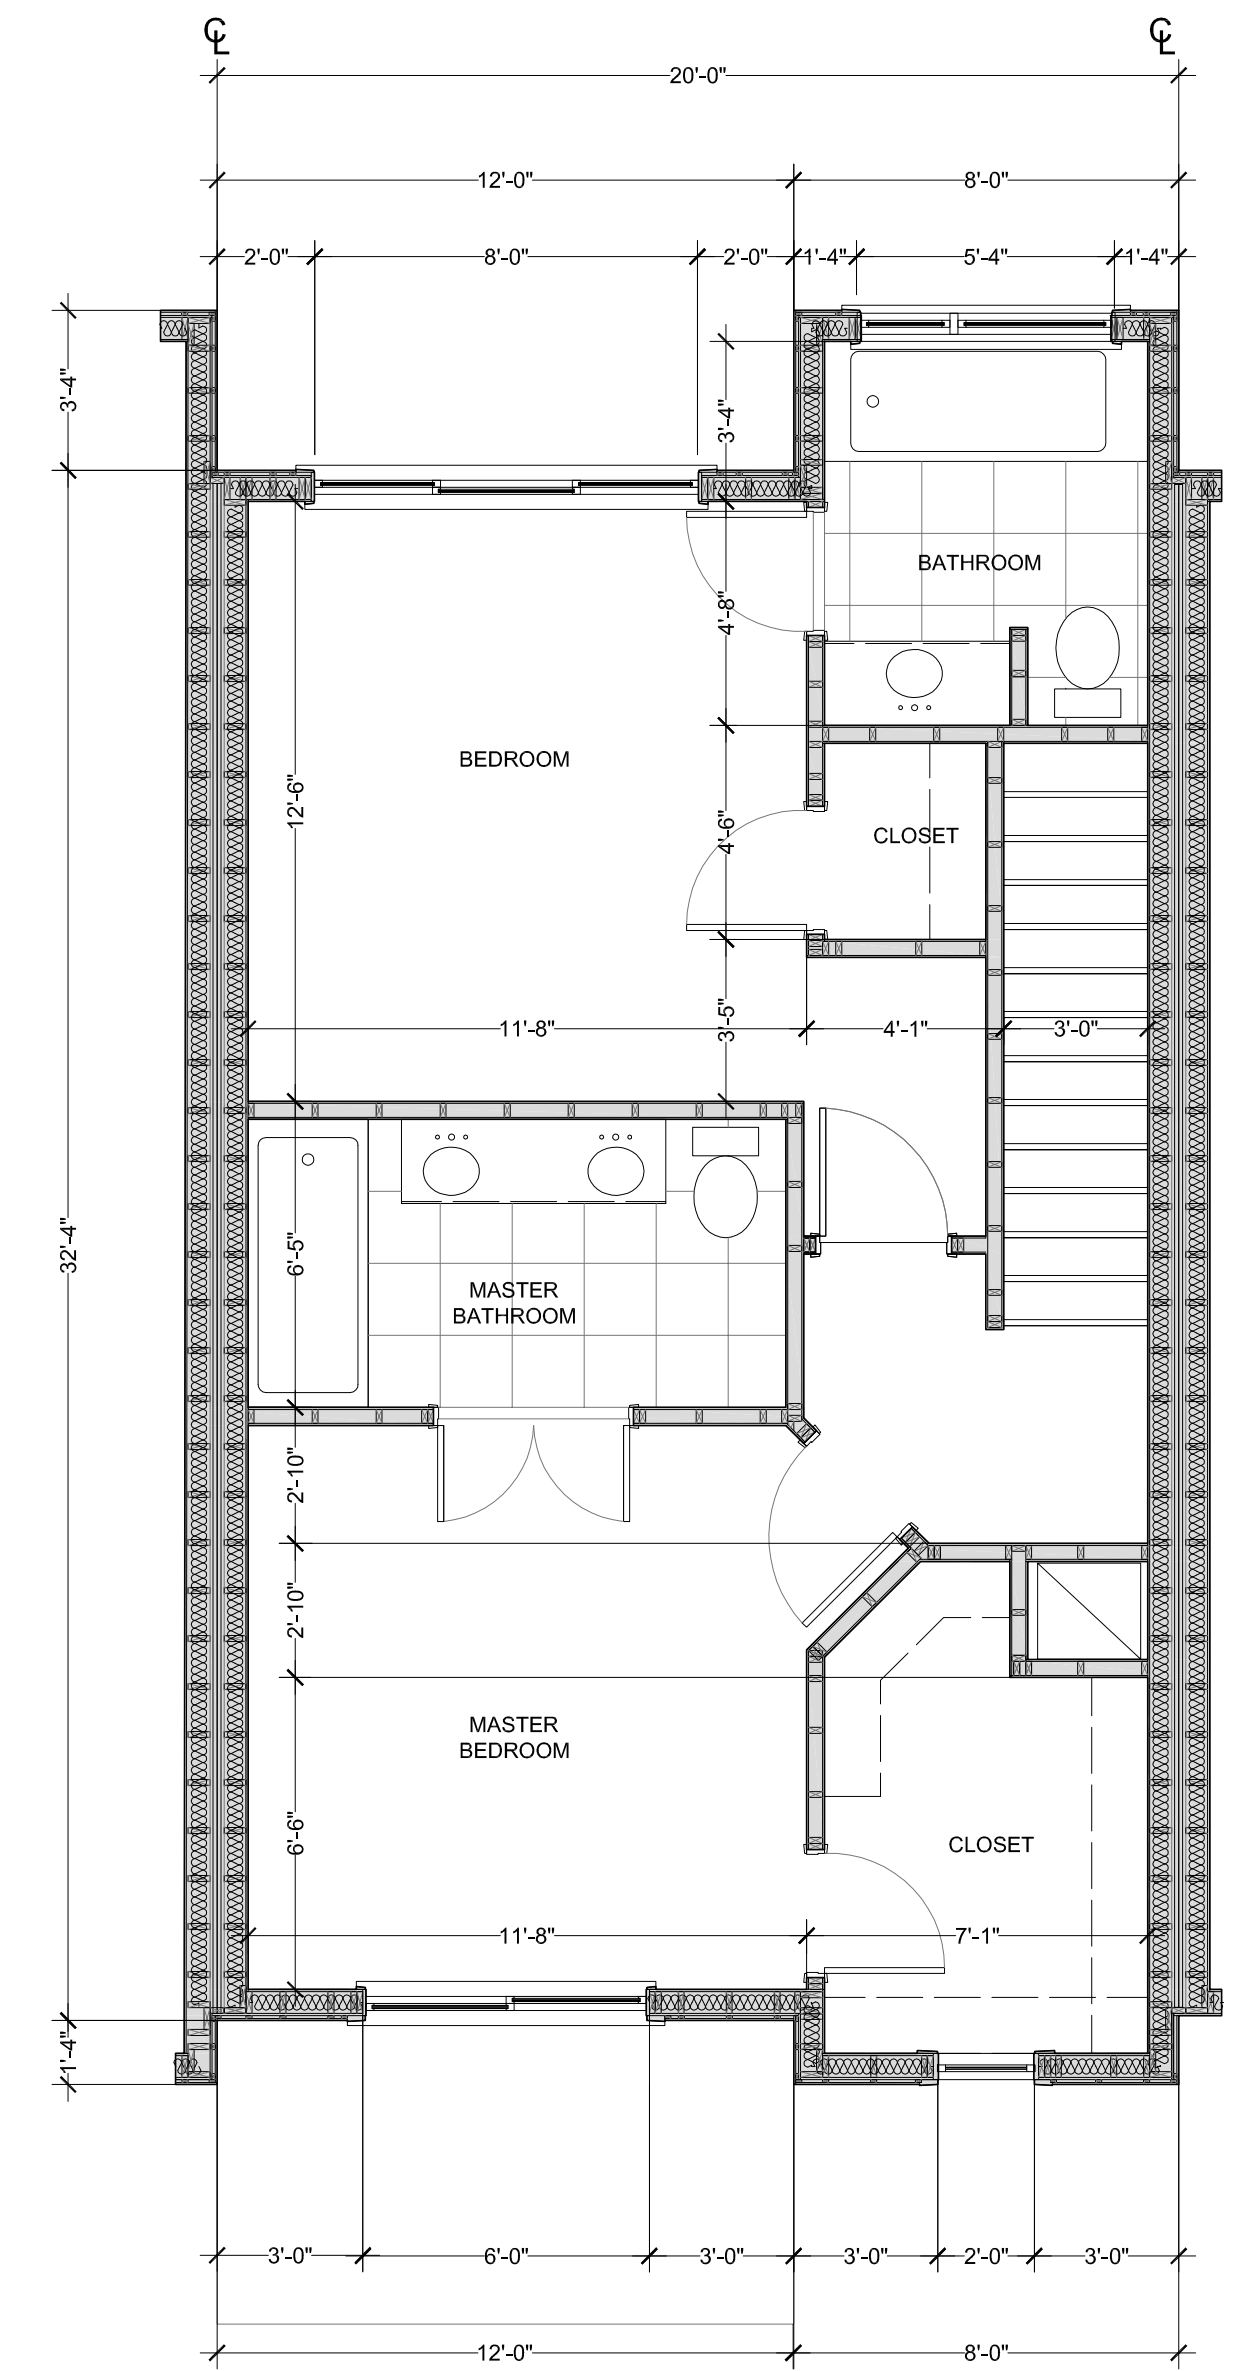 ℄ ℄
20'-0"
12'-0" 8'-0"
2'-0" 8'-0" 2'-0" 1'-4" 5'-4" 1'-4"
3'-4"
3'-4"
BATHROOM
4'-8"
BEDROOM
12'-6"
4'-6"
CLOSET
3'-5"
11'-8" 4'-1" 3'-0"
32'-4"
6'-5"
MASTER
BATHROOM
2'-10"
2'-10"
MASTER
BEDROOM
6'-6"
CLOSET
11'-8" 7'-1"
1'-4"
3'-0" 6'-0" 3'-0" 3'-0" 2'-0" 3'-0"
12'-0" 8'-0"